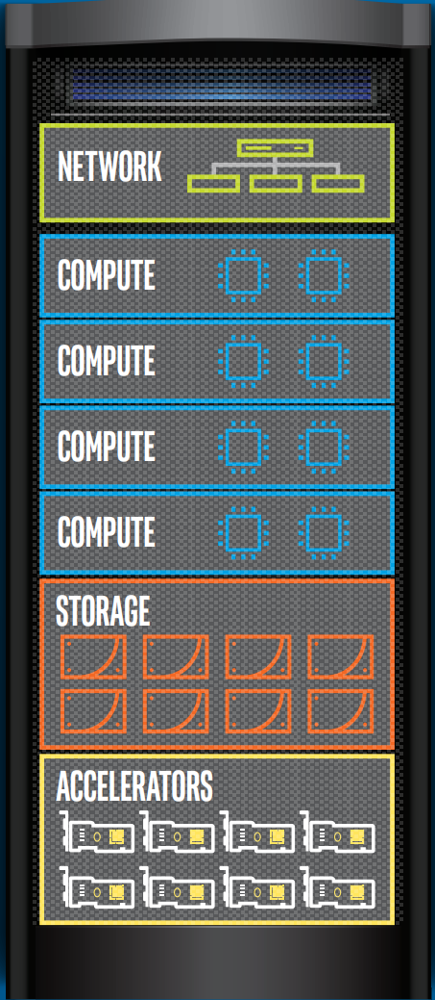 NETWORK
COMPUTE
COMPUTE
COMPUTE
COMPUTE
STORAGE
ACCELERATORS